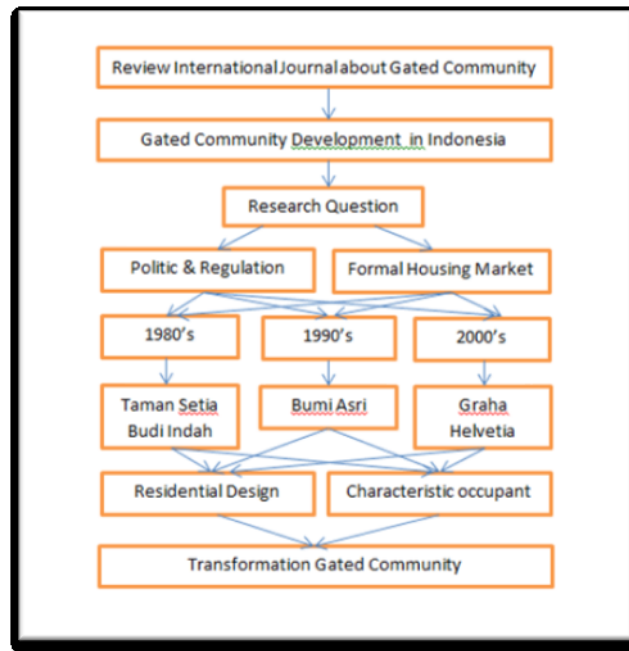 Review International Journal about Gated Community
Gated Community Development in Indonesia
Research Question
Politic & Regulation
Formal Housing Market
1980's
1990's
2000's
Taman Setia
Budi Indah
Bumi Asri
Graha
Helvetia
Residential Design
Characteristic occupant
Transformation Gated Community